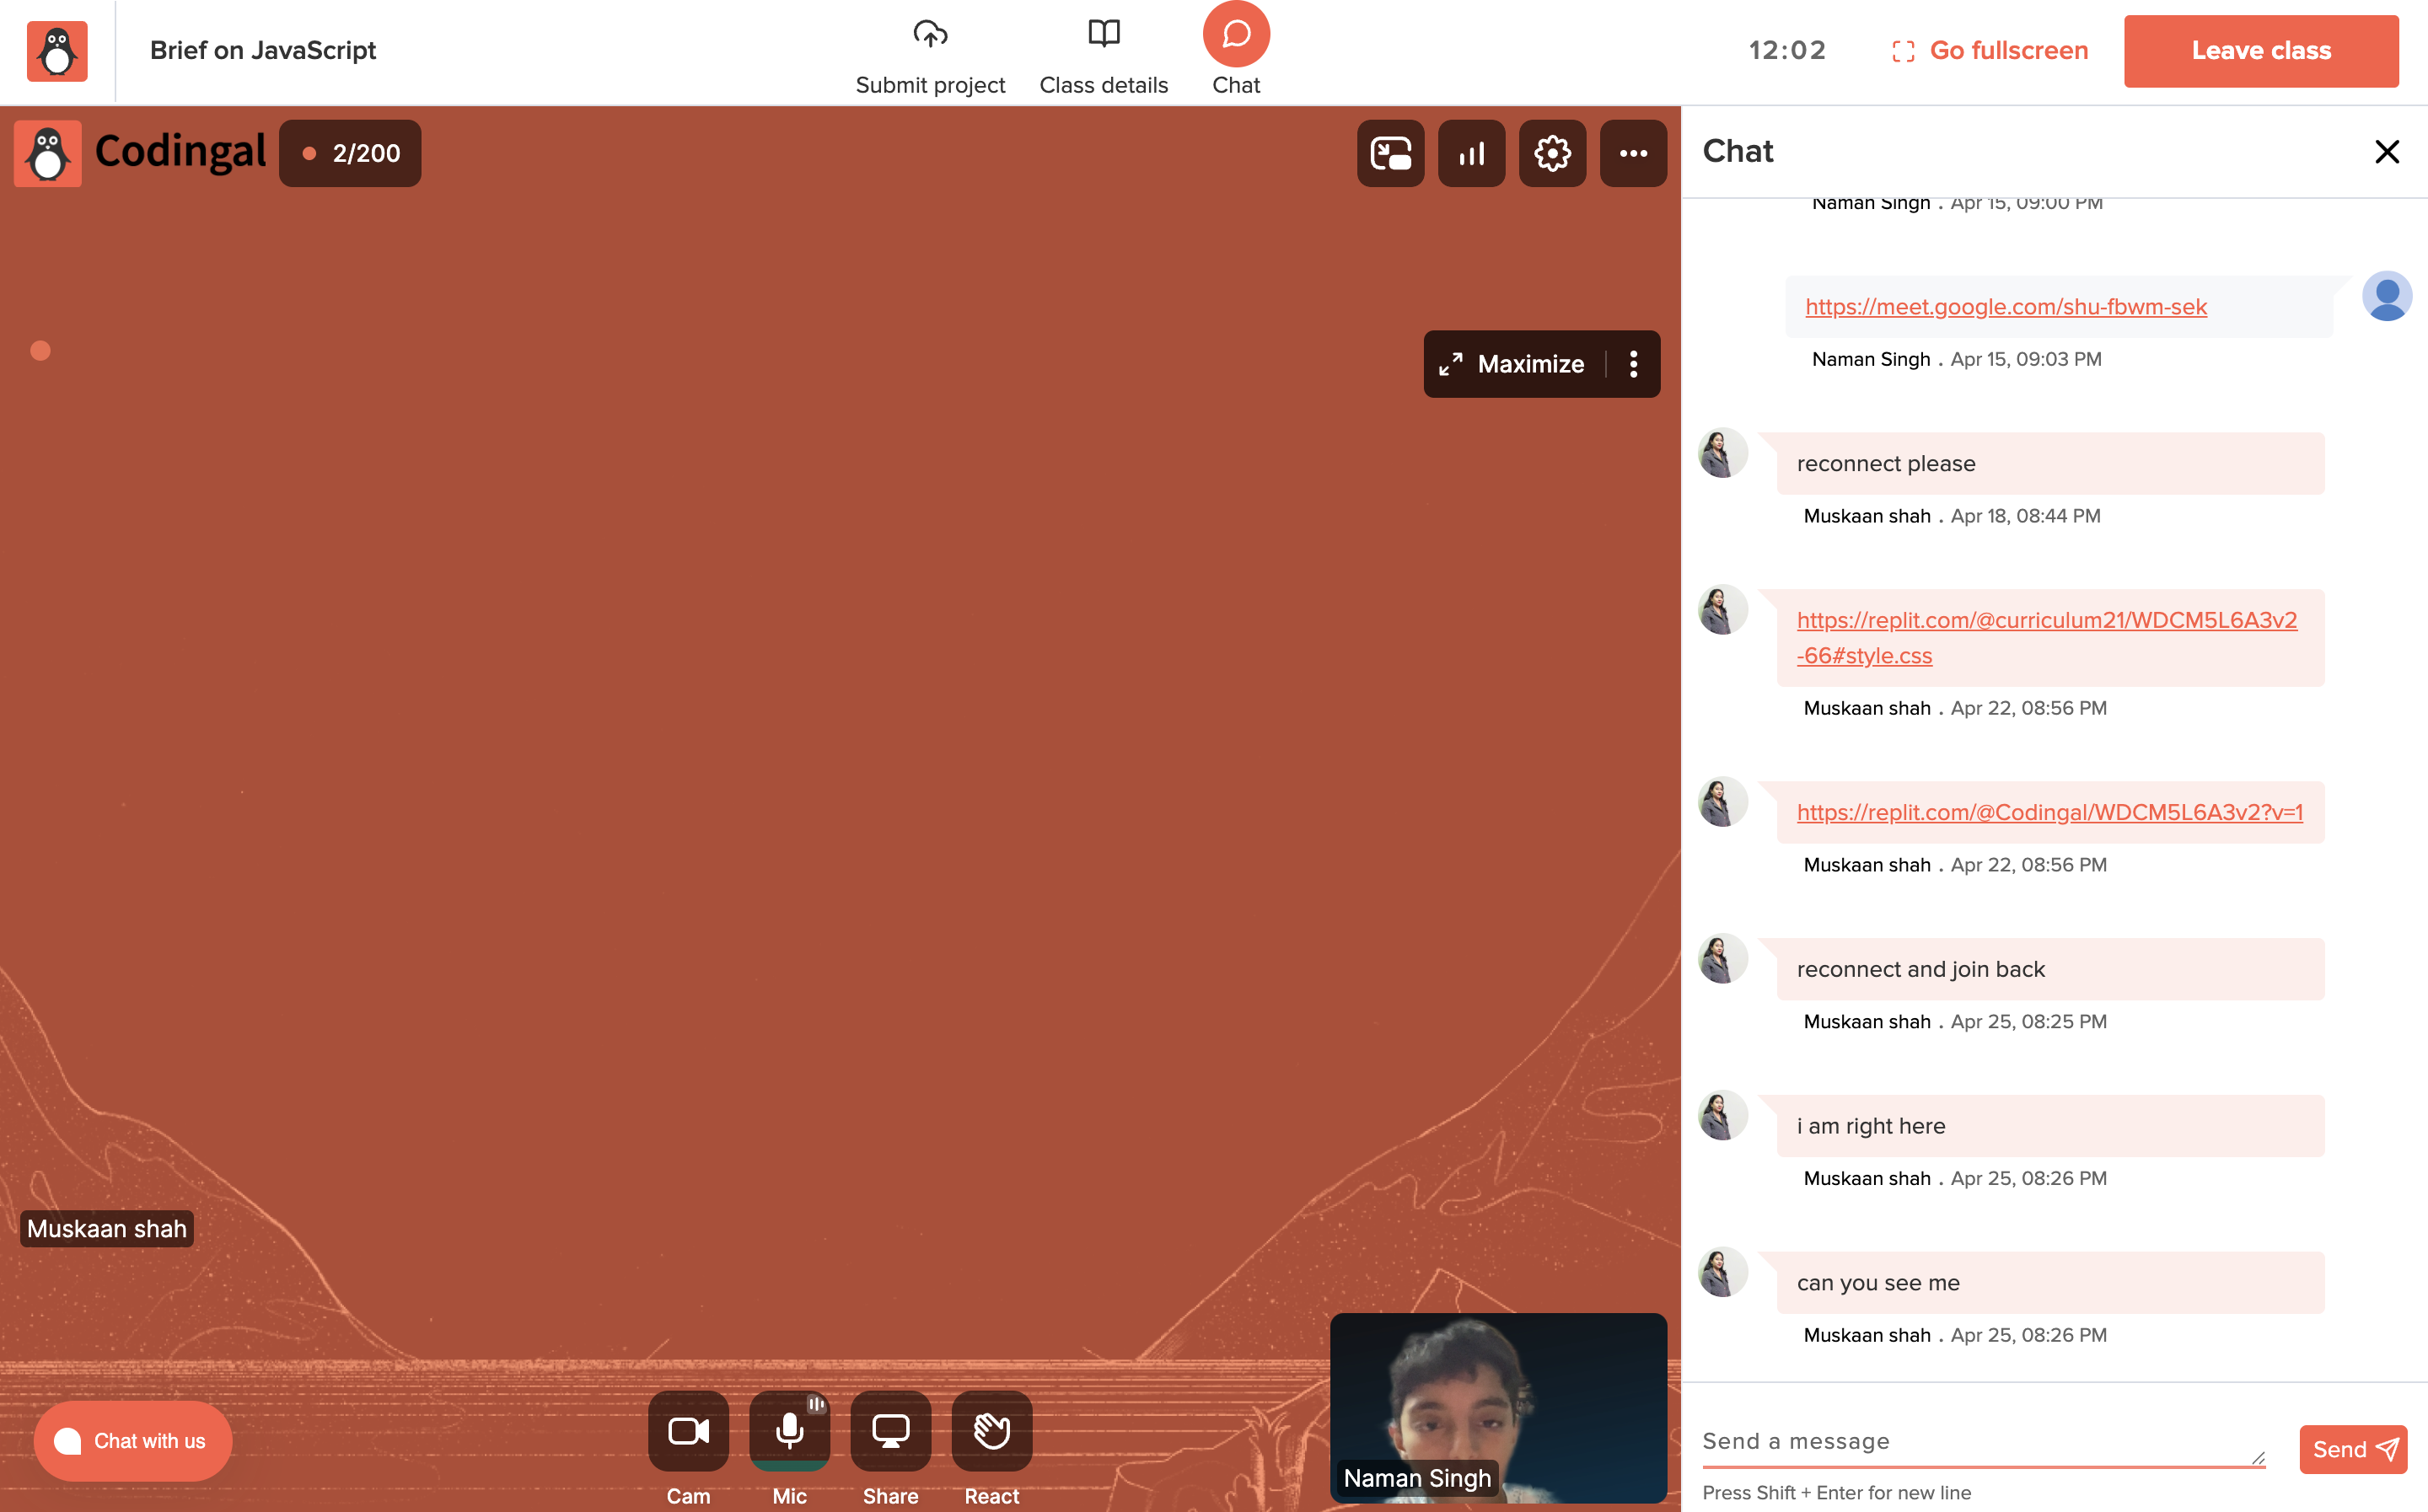 Brief on JavaScript
Submit project
Class details
Chat
12:02
Go fullscreen
Leave class
Codingal
2/200
Maximize
Muskaan shah
Naman Singh
Chat with us
Cam
Mic
Share
React
Chat
Naman Singh . Apr 15, 09:00 PM
https://meet.google.com/shu-fbwm-sek
Naman Singh . Apr 15, 09:03 PM
reconnect please
Muskaan shah . Apr 18, 08:44 PM
https://replit.com/@curriculum21/WDCM5L6A3v2
-66#style.css
Muskaan shah . Apr 22, 08:56 PM
https://replit.com/@Codingal/WDCM5L6A3v2?v=1
Muskaan shah . Apr 22, 08:56 PM
reconnect and join back
Muskaan shah . Apr 25, 08:25 PM
i am right here
Muskaan shah . Apr 25, 08:26 PM
can you see me
Muskaan shah . Apr 25, 08:26 PM
Send a message
Send
Press Shift + Enter for new line